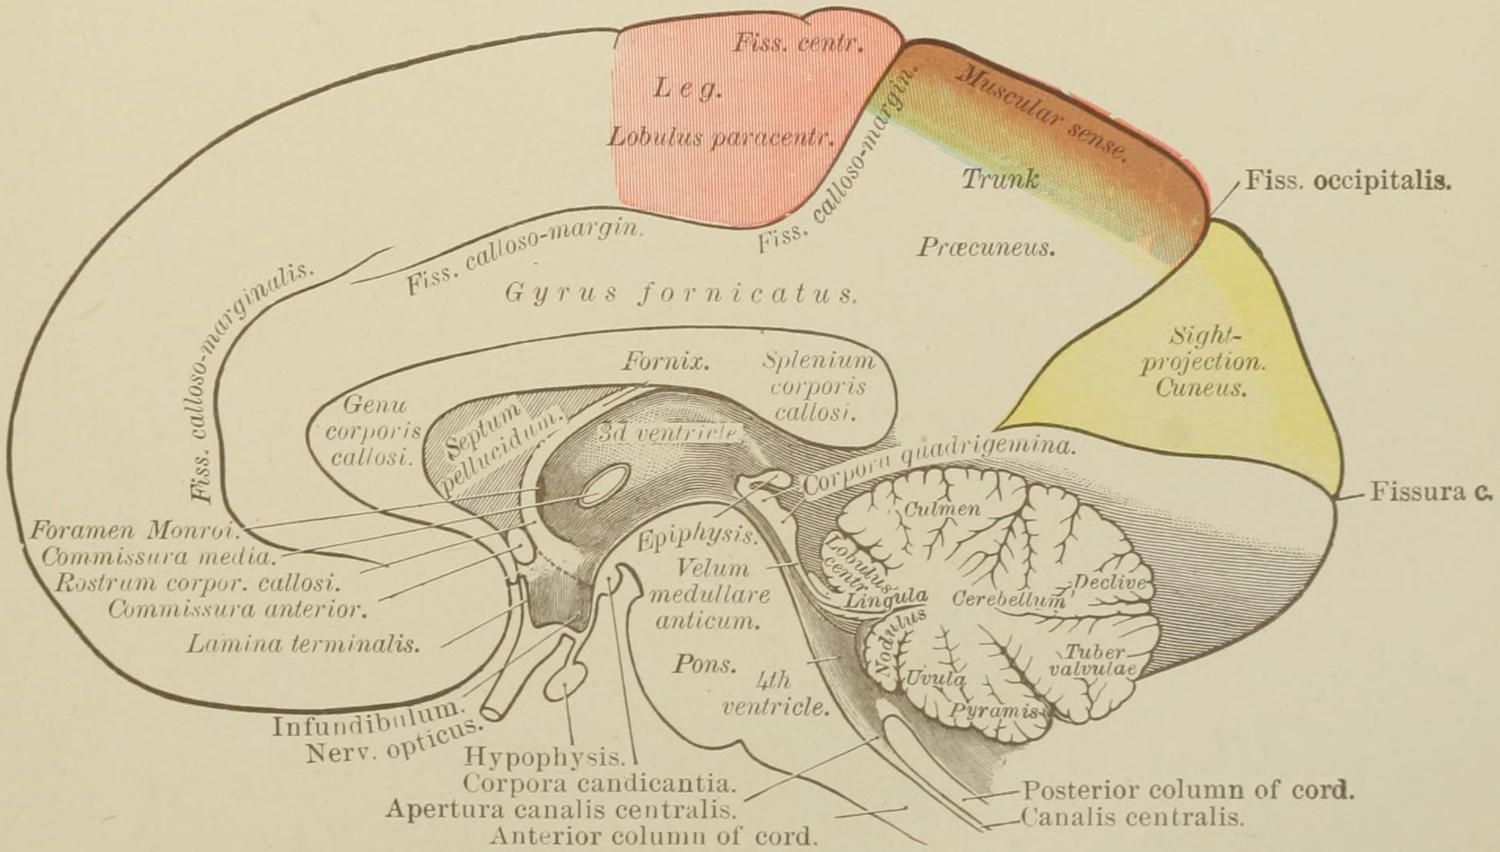 Fiss. centr.
Leg.
Lobulus paracentr.
Fiss. calloso-margin.
Muscular sense.
Trunk
Fiss. occipitalis.
Præcuneus.
Fiss. calloso-margin.
Fiss. calloso-marginalis.
Gyrus fornicatus.
Sight-
projection.
Cuneus.
Fornix.
Splenium
corporis
callosi.
Genu
corporis
callosi.
Septum
pellucidum.
3d ventricle
Corpora quadrigemina.
Fissura c.
Foramen Monroi.
Commissura media.
Rostrum corpor. callosi.
Commissura anterior.
Lamina terminalis.
Epiphysis.
Velum
medullare
anticum.
Culmen
Lobulus
centr.
Lingula
Cerebellum
Declive
Nodulus
Uvula
Tuber
valvulae
Pyramis
Pons.
4th
ventricle.
Infundibulum.
Nerv. opticus.
Hypophysis.
Corpora candicantia.
Apertura canalis centralis.
Anterior column of cord.
Posterior column of cord.
Canalis centralis.